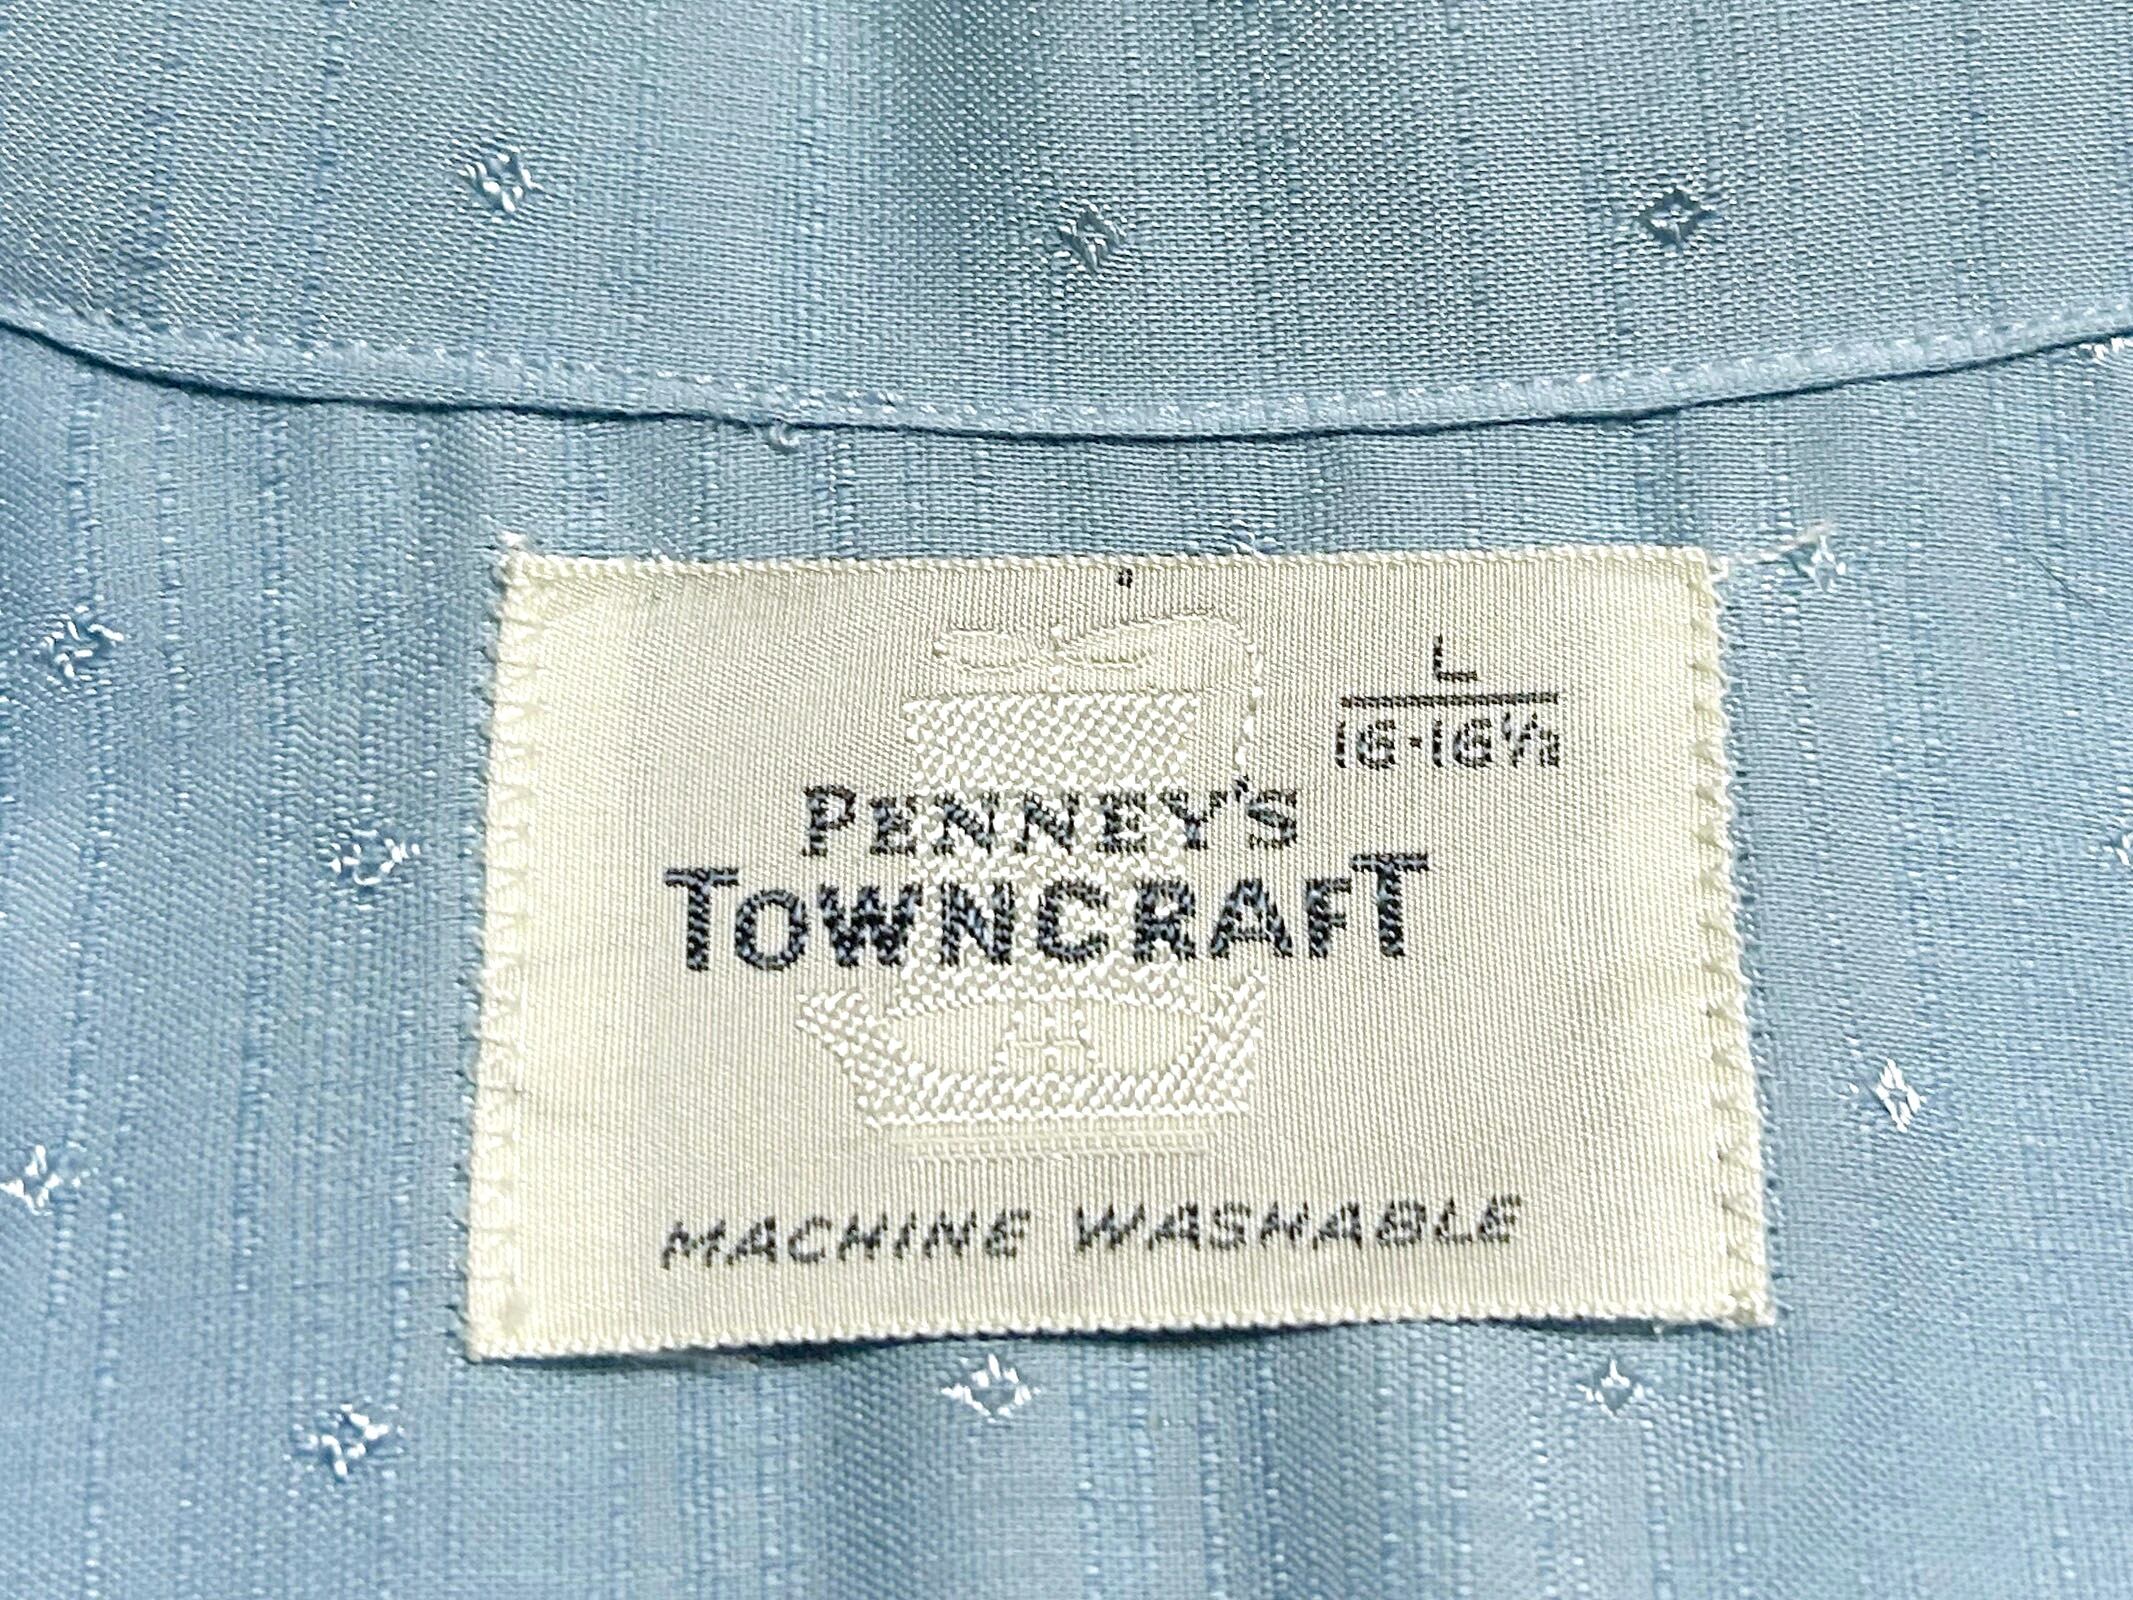 L
16·16½
PENNEY'S
TOWNCRAFT
MACHINE WASHABLE